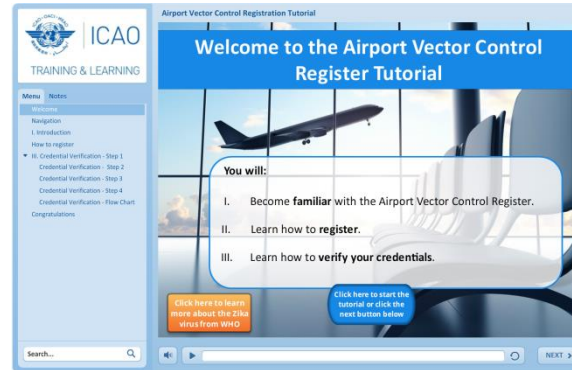 Airport Vector Control Registration Tutorial
ICAO
TRAINING & LEARNING
Menu Notes
Welcome
Navigation
I. Introduction
How to register
III. Credential Verification - Step 1
Credential Verification - Step 2
Credential Verification - Step 3
Credential Verification - Step 4
Credential Verification - Flow Chart
Congratulations
Search...
Welcome to the Airport Vector Control
Register Tutorial
You will:
I. Become familiar with the Airport Vector Control Register.
II. Learn how to register.
III. Learn how to verify your credentials.
Click here to learn
more about the Zika
virus from WHO
Click here to start the
tutorial or click the
next button below
NEXT >